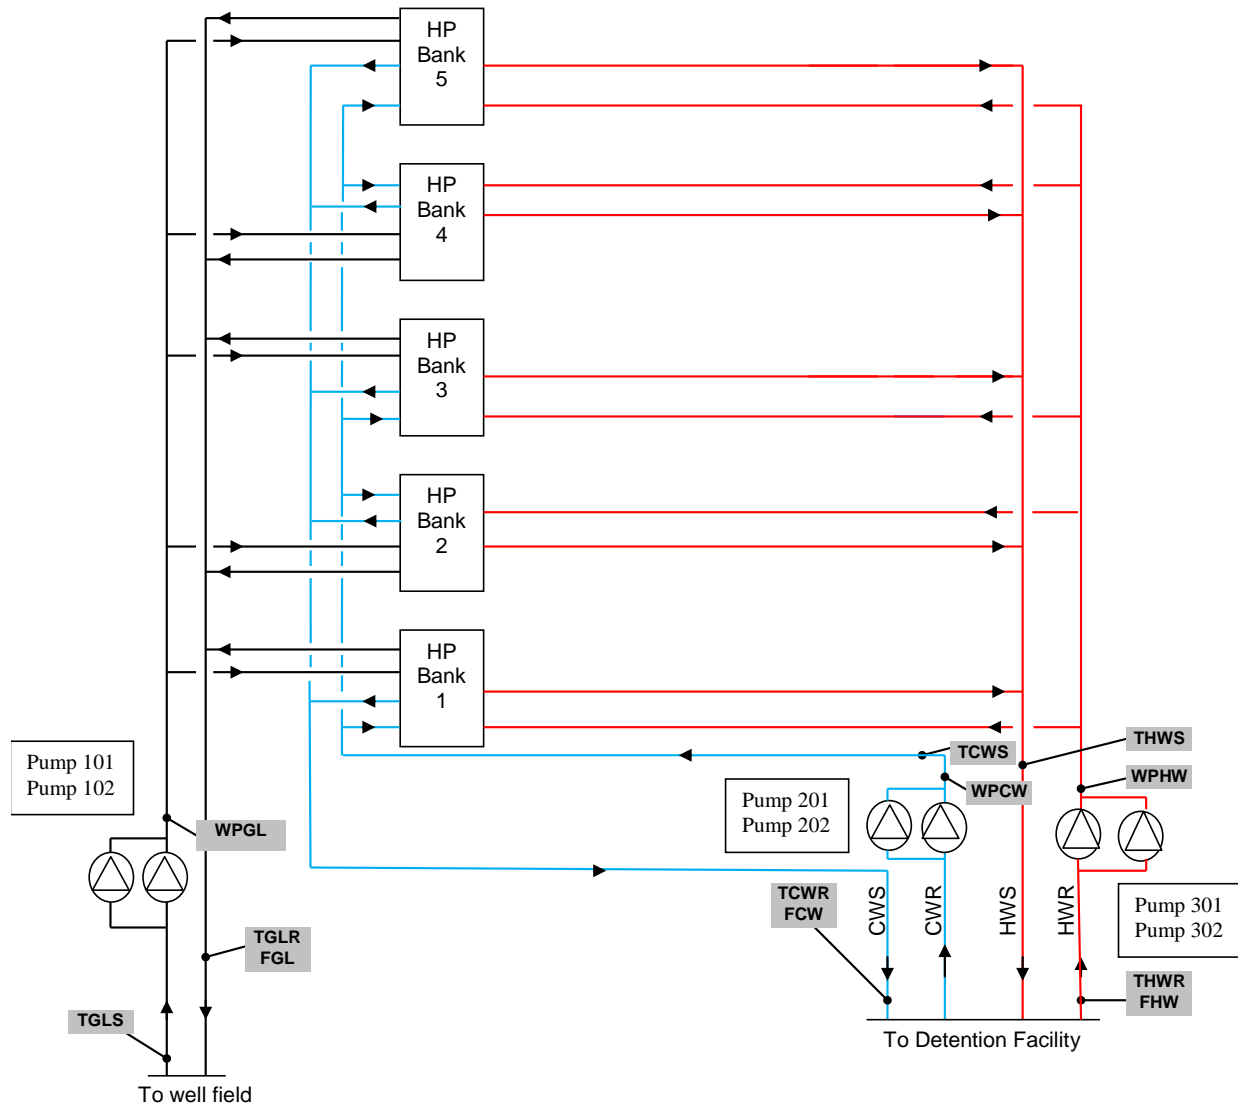 HP
Bank
5
HP
Bank
4
HP
Bank
3
HP
Bank
2
HP
Bank
1
Pump 101
Pump 102
WPGL
TGLR
FGL
TGLS
To well field
TCWS
THWS
WPCW
WPHW
Pump 201
Pump 202
TCWR
FCW
CWS
CWR
HWS
HWR
Pump 301
Pump 302
THWR
FHW
To Detention Facility